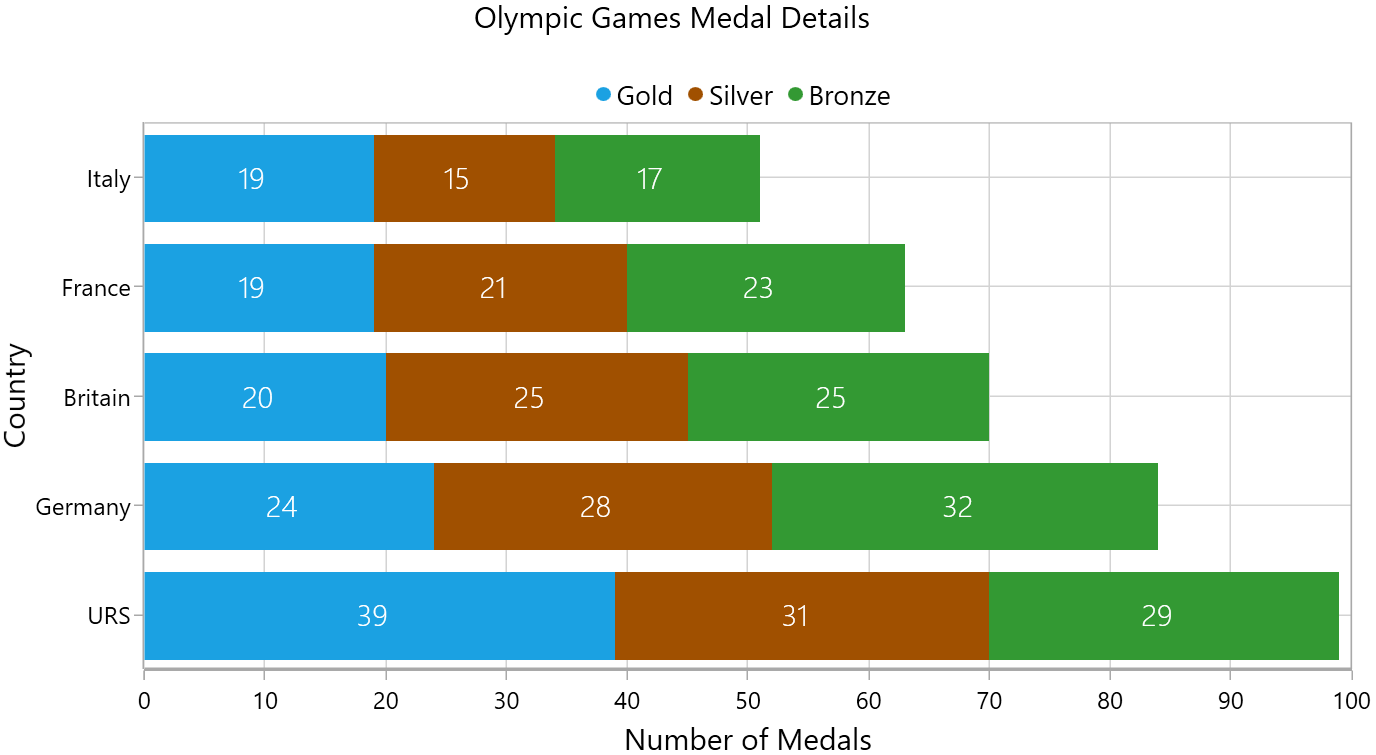 Olympic Games Medal Details
Gold Silver Bronze
Italy 19 15 17
France 19 21 23
Country
Britain 20 25 25
Germany 24 28 32
URS 39 31 29
0 10 20 30 40 50 60 70 80 90 100
Number of Medals